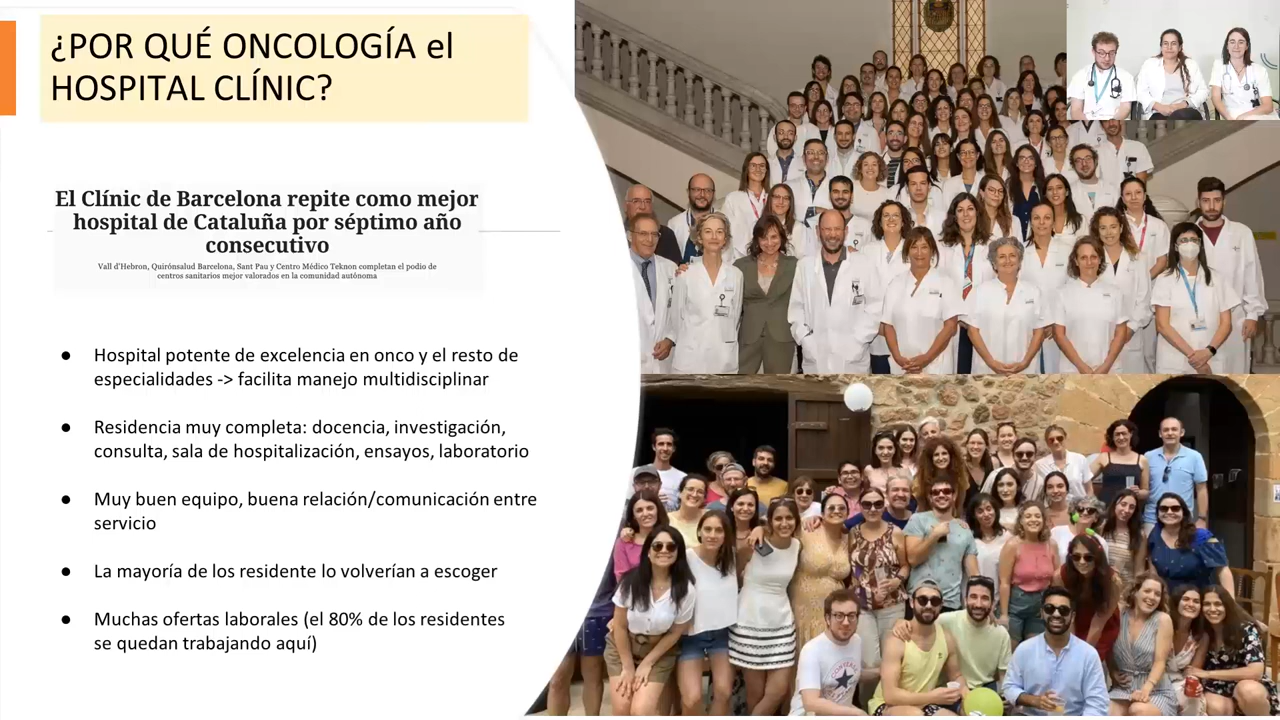 ¿POR QUÉ ONCOLOGÍA el
HOSPITAL CLÍNIC?
El Clínic de Barcelona repite como mejor
hospital de Cataluña por séptimo año
consecutivo
Vall d'Hebron, Quirónsalud Barcelona, Sant Pau y Centro Médico Teknon completan el podio de
centros sanitarios mejor valorados en la comunidad autónoma
● Hospital potente de excelencia en onco y el resto de
especialidades -> facilita manejo multidisciplinar
● Residencia muy completa: docencia, investigación,
consulta, sala de hospitalización, ensayos, laboratorio
● Muy buen equipo, buena relación/comunicación entre
servicio
● La mayoría de los residente lo volverían a escoger
● Muchas ofertas laborales (el 80% de los residentes
se quedan trabajando aquí)
CONVERSE